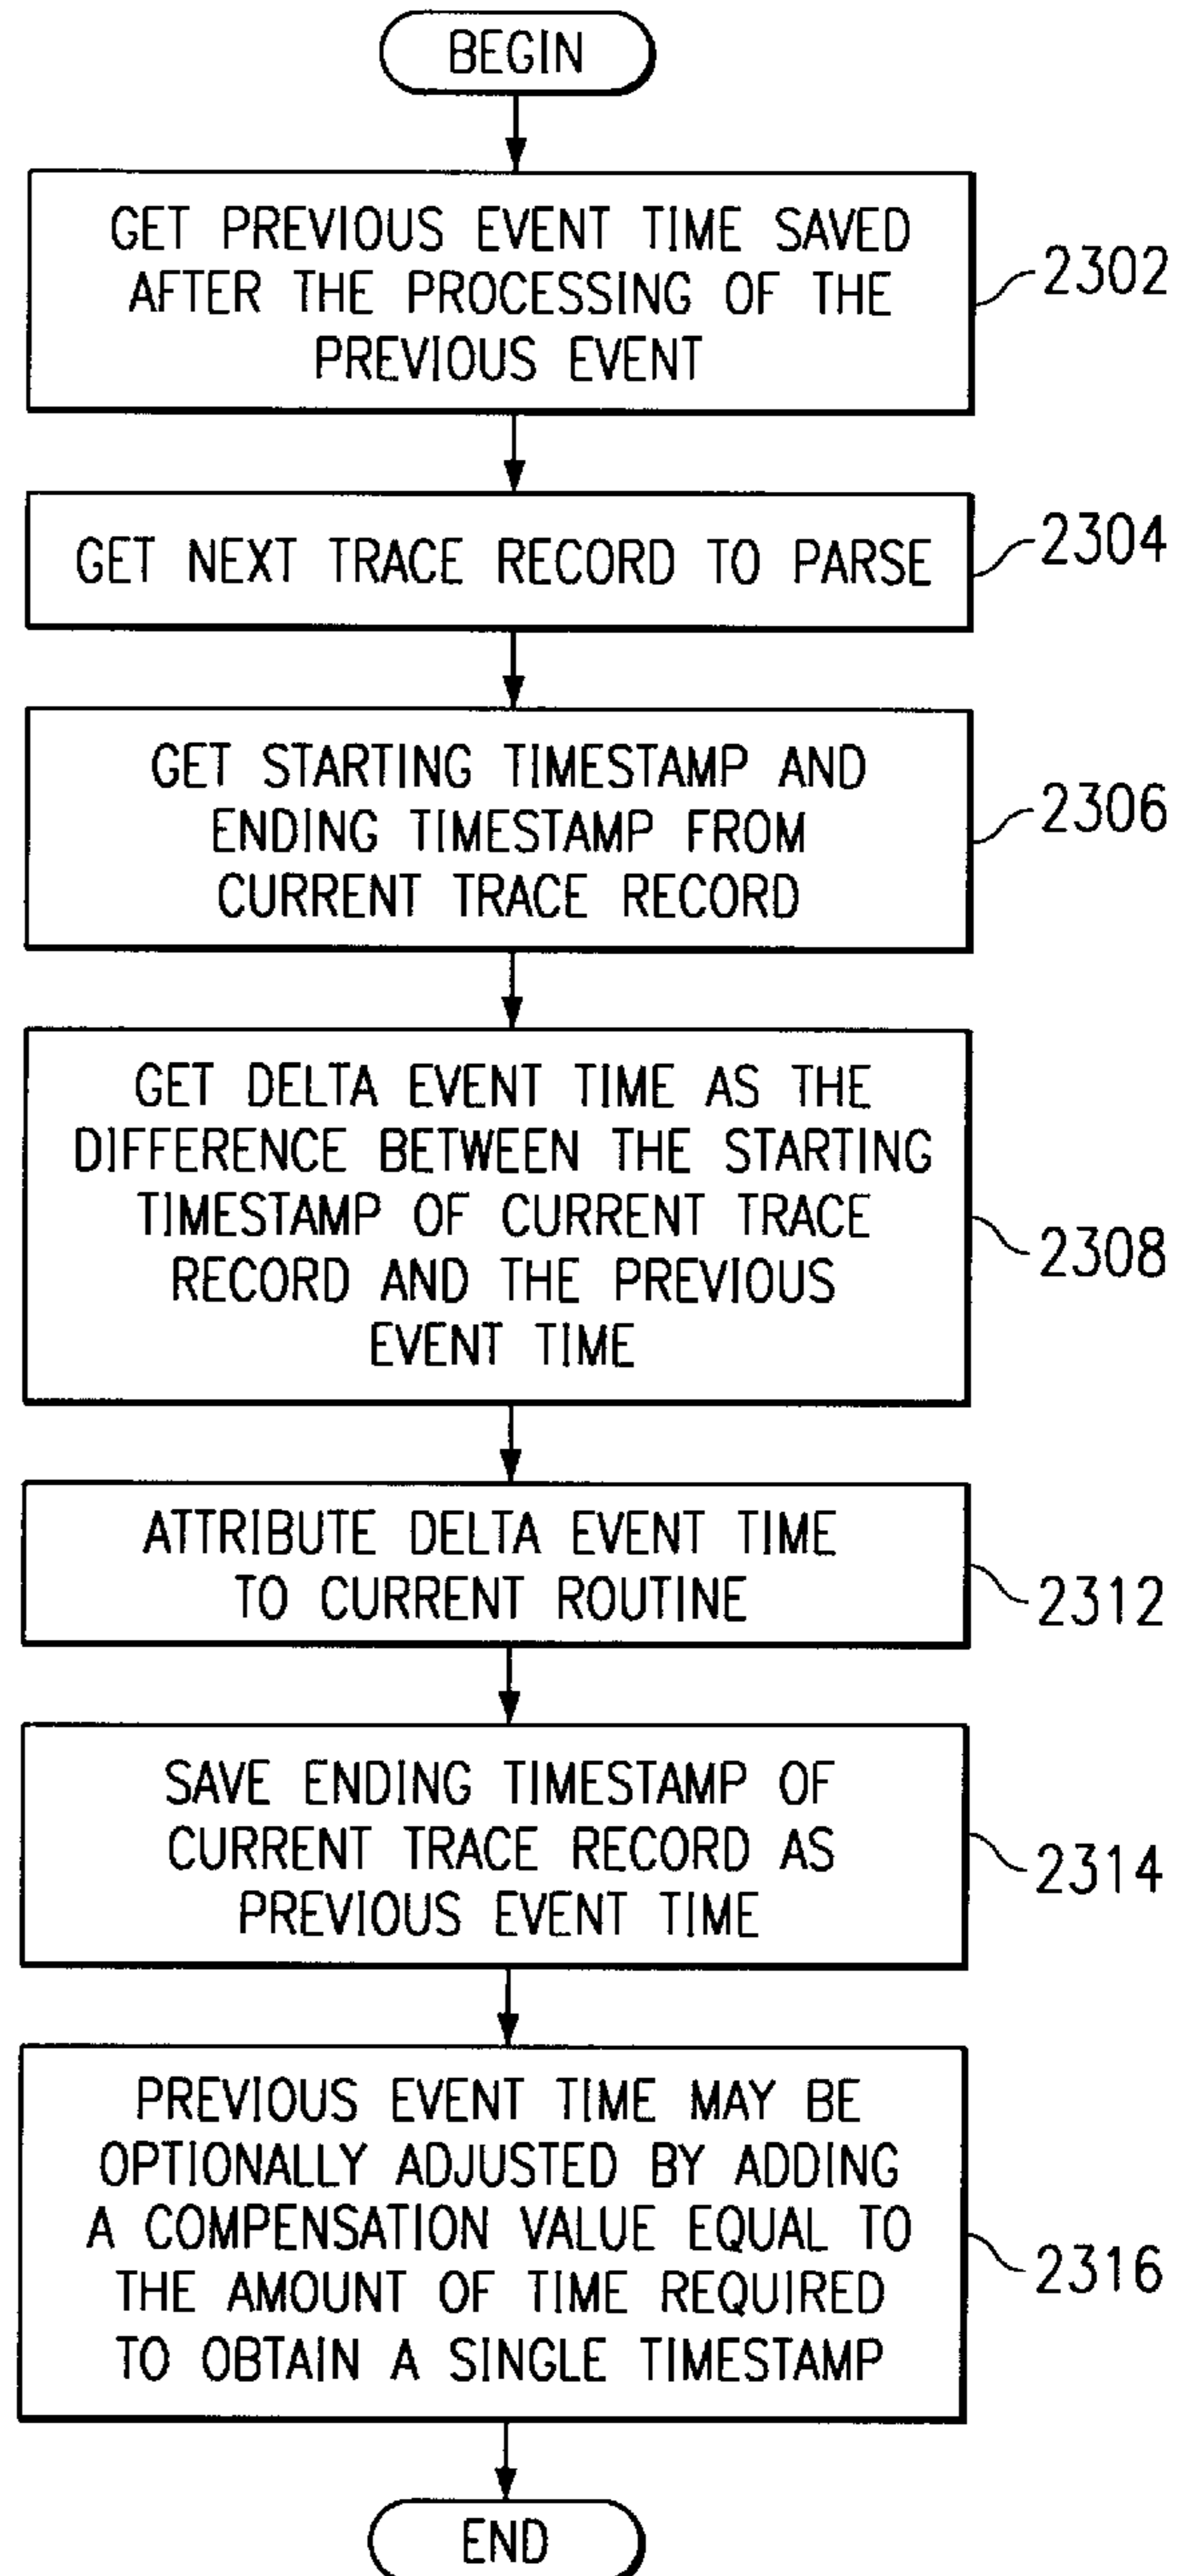 BEGIN
GET PREVIOUS EVENT TIME SAVED
AFTER THE PROCESSING OF THE
PREVIOUS EVENT
2302
GET NEXT TRACE RECORD TO PARSE
2304
GET STARTING TIMESTAMP AND
ENDING TIMESTAMP FROM
CURRENT TRACE RECORD
2306
GET DELTA EVENT TIME AS THE
DIFFERENCE BETWEEN THE STARTING
TIMESTAMP OF CURRENT TRACE
RECORD AND THE PREVIOUS
EVENT TIME
2308
ATTRIBUTE DELTA EVENT TIME
TO CURRENT ROUTINE
2312
SAVE ENDING TIMESTAMP OF
CURRENT TRACE RECORD AS
PREVIOUS EVENT TIME
2314
PREVIOUS EVENT TIME MAY BE
OPTIONALLY ADJUSTED BY ADDING
A COMPENSATION VALUE EQUAL TO
THE AMOUNT OF TIME REQUIRED
TO OBTAIN A SINGLE TIMESTAMP
2316
END